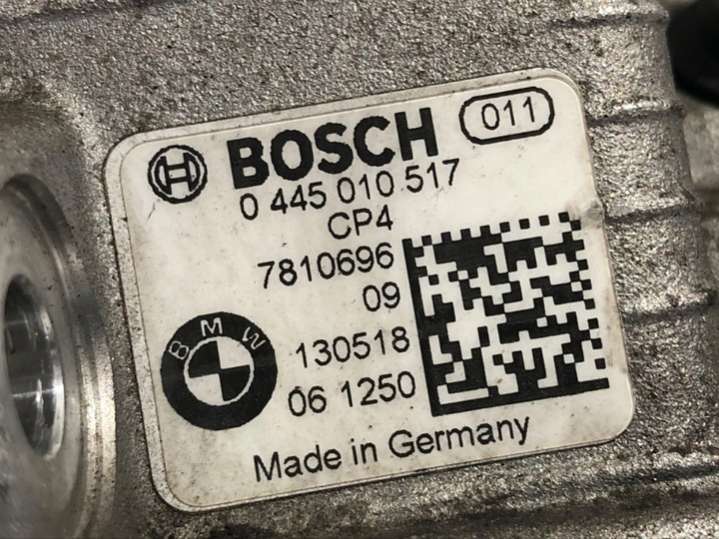 BOSCH 011
0 445 010 517
CP4
7810696
09
BMW
130518
06 1250
Made in Germany